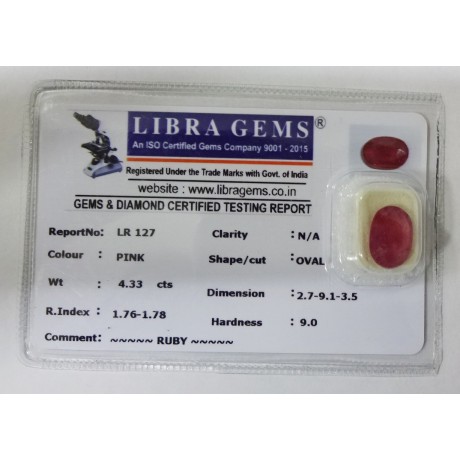 LIBRA GEMS®
An ISO Certified Gems Company 9001 - 2015
Registered Under the Trade Marks with Govt. of India
website : www.libragems.co.in
GEMS & DIAMOND CERTIFIED TESTING REPORT
ReportNo: LR 127 Clarity : N/A
Colour : PINK Shape/cut : OVAL
Wt : 4.33 cts Dimension : 2.7-9.1-3.5
R.Index : 1.76-1.78 Hardness : 9.0
Comment: ~~~~~ RUBY ~~~~~